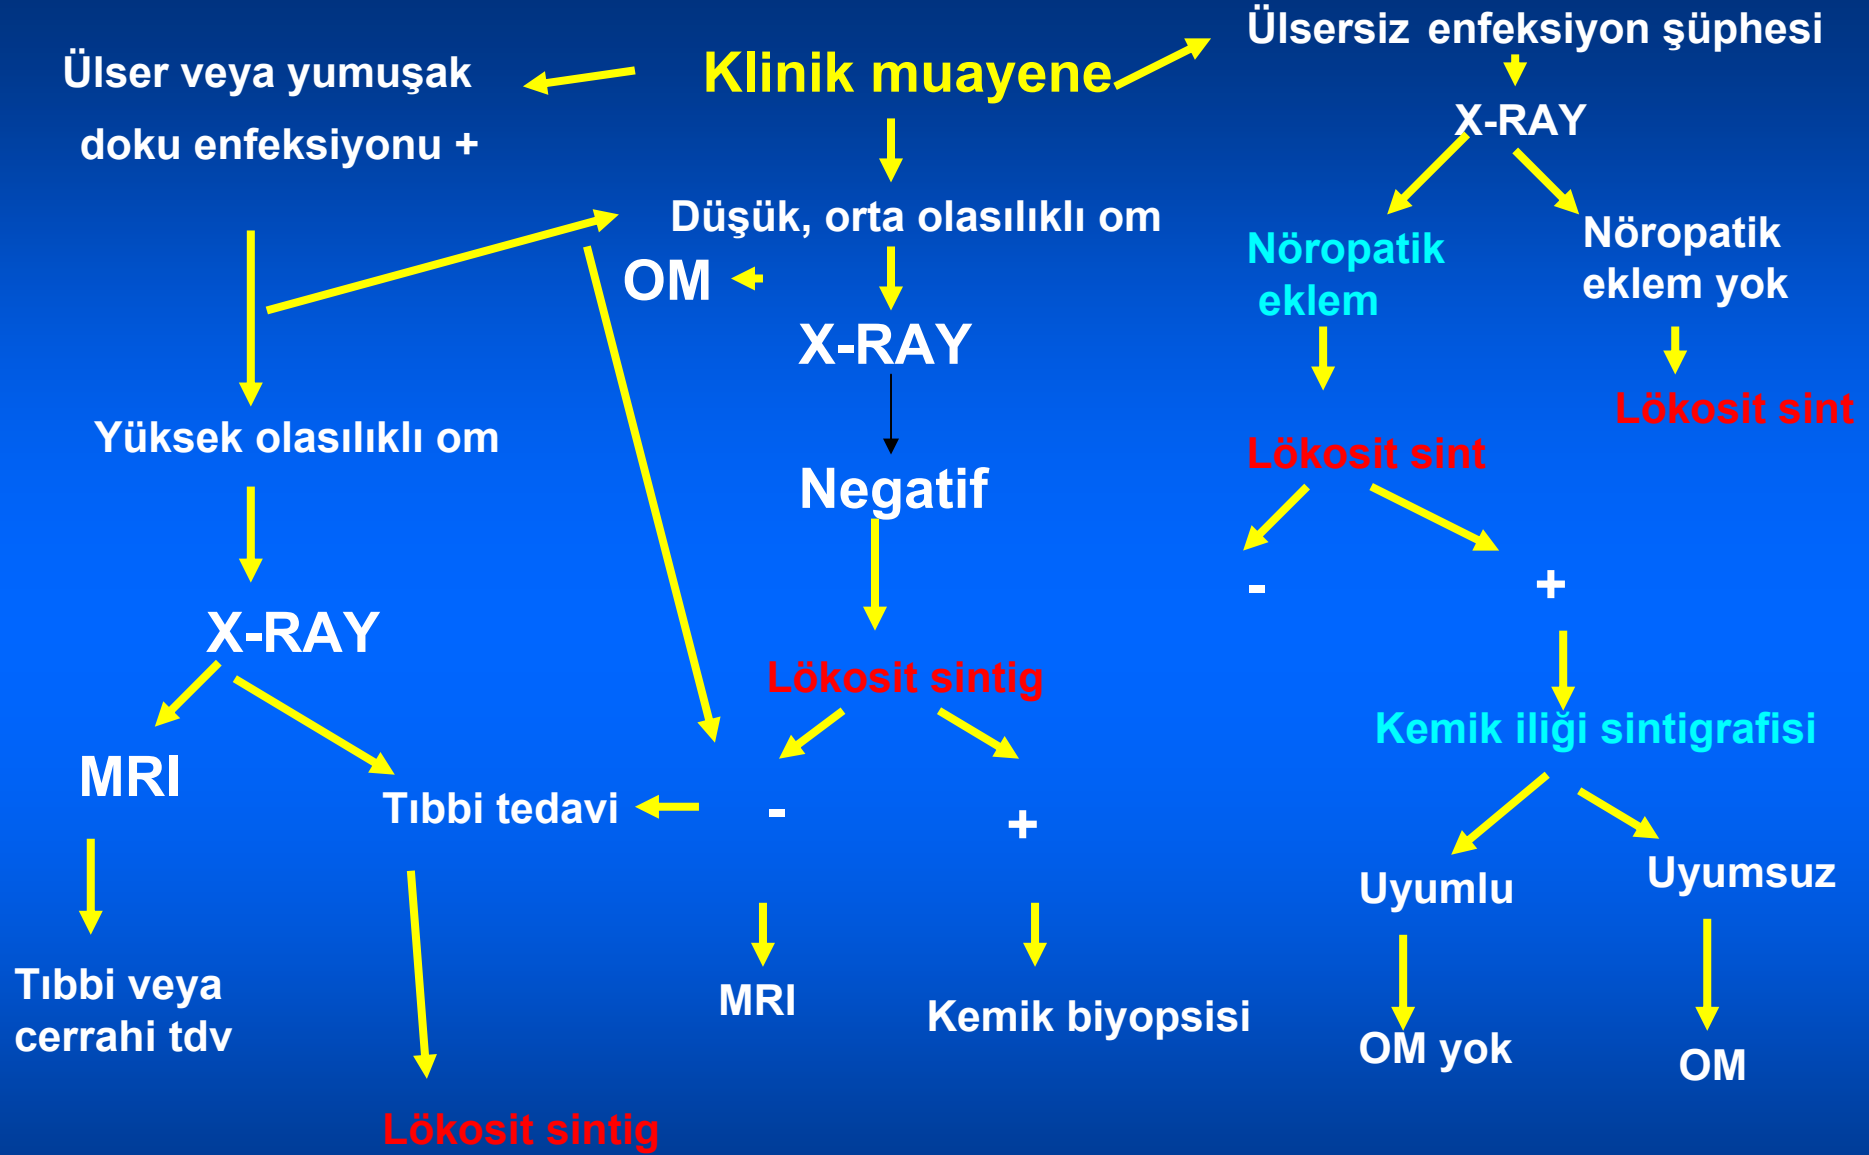 Klinik muayene
Ülser veya yumuşak
doku enfeksiyonu +
Yüksek olasılıklı om
X-RAY
MRI
Tıbbi veya
cerrahi tdv
Tıbbi tedavi
Lökosit sintig
Düşük, orta olasılıklı om
OM
X-RAY
Negatif
Lökosit sintig
-
+
MRI
Kemik biyopsisi
Ülsersiz enfeksiyon şüphesi
X-RAY
Nöropatik
eklem
Nöropatik
eklem yok
Lökosit sint
Lökosit sint
-
+
Kemik iliği sintigrafisi
Uyumlu
Uyumsuz
OM yok
OM